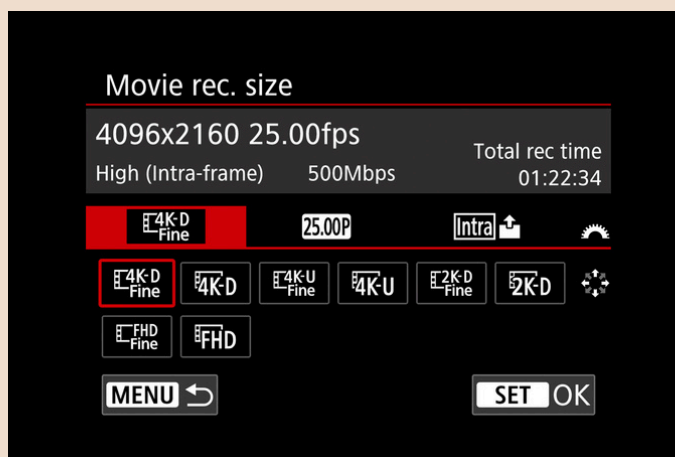 Movie rec. size
4096x2160 25.00fps
High (Intra-frame) 500Mbps
Total rec time
01:22:34
4K-D Fine 25.00P Intra
4K-D Fine 4K-D 4K-U Fine 4K-U 2K-D Fine 2K-D
FHD Fine FHD
MENU SET OK